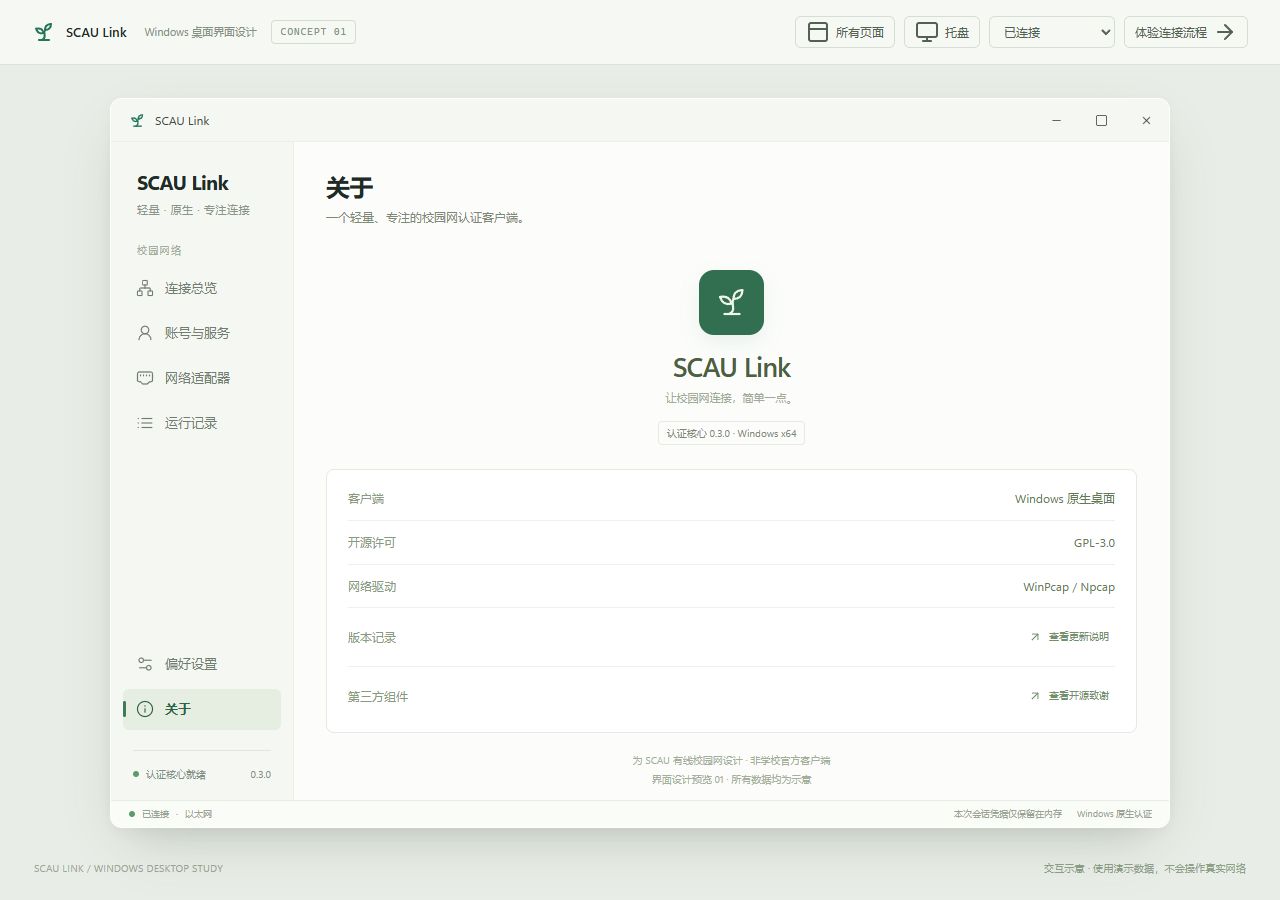 SCAU Link
Windows 桌面界面设计
CONCEPT 01
所有页面
托盘
已连接
体验连接流程
SCAU Link
SCAU Link
轻量 · 原生 · 专注连接
校园网络
连接总览
账号与服务
网络适配器
运行记录
偏好设置
关于
认证核心就绪
0.3.0
关于
一个轻量、专注的校园网认证客户端。
SCAU Link
让校园网连接，简单一点。
认证核心 0.3.0 · Windows x64
客户端
Windows 原生桌面
开源许可
GPL-3.0
网络驱动
WinPcap / Npcap
版本记录
查看更新说明
第三方组件
查看开源致谢
为 SCAU 有线校园网设计 · 非学校官方客户端
界面设计预览 01 · 所有数据均为示意
已连接 · 以太网
本次会话凭据仅保留在内存
Windows 原生认证
SCAU LINK / WINDOWS DESKTOP STUDY
交互示意 · 使用演示数据，不会操作真实网络